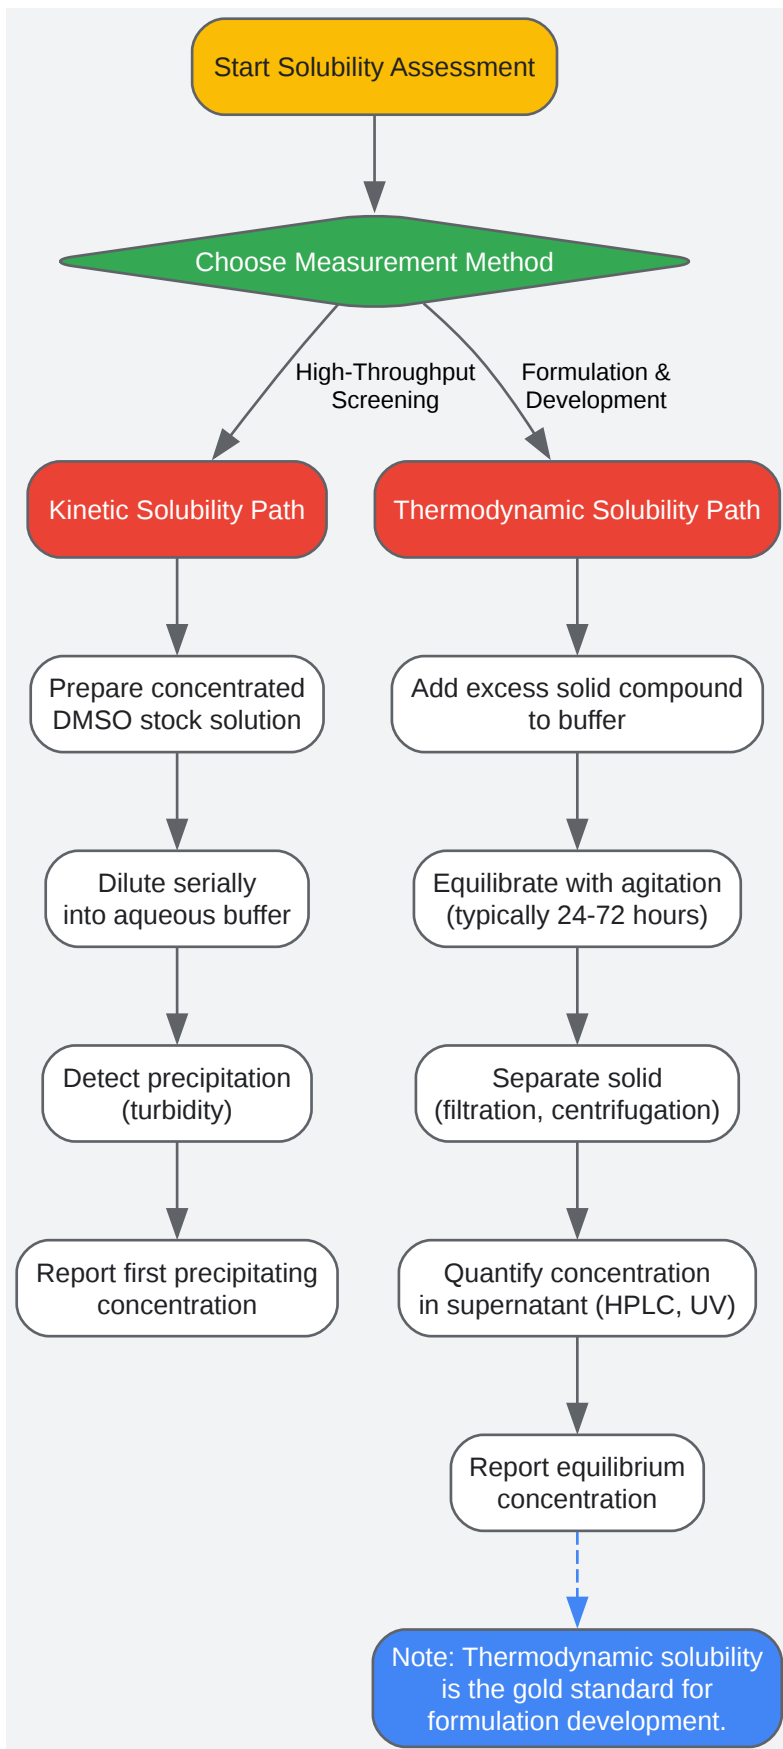 Start Solubility Assessment
Choose Measurement Method
High-Throughput
Screening
Formulation &
Development
Kinetic Solubility Path
Thermodynamic Solubility Path
Prepare concentrated
DMSO stock solution
Add excess solid compound
to buffer
Dilute serially
into aqueous buffer
Equilibrate with agitation
(typically 24-72 hours)
Detect precipitation
(turbidity)
Separate solid
(filtration, centrifugation)
Report first precipitating
concentration
Quantify concentration
in supernatant (HPLC, UV)
Report equilibrium
concentration
Note: Thermodynamic solubility
is the gold standard for
formulation development.